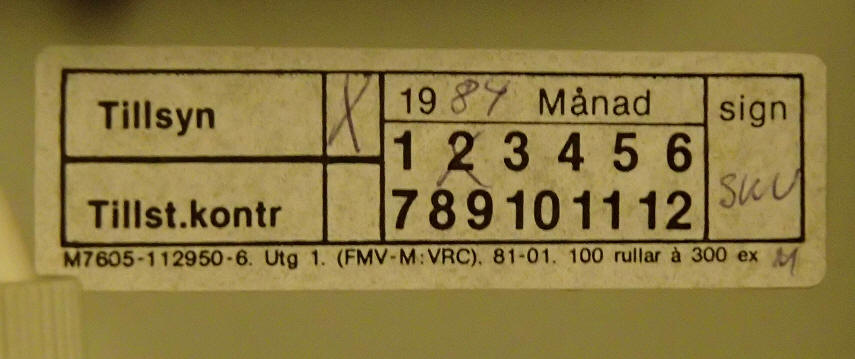 Tillsyn X 1984 Månad sign
1 2 3 4 5 6
Tillst.kontr 7 8 9 10 11 12
M7605-112950-6. Utg 1. (FMV-M:VRC). 81-01. 100 rullar à 300 ex